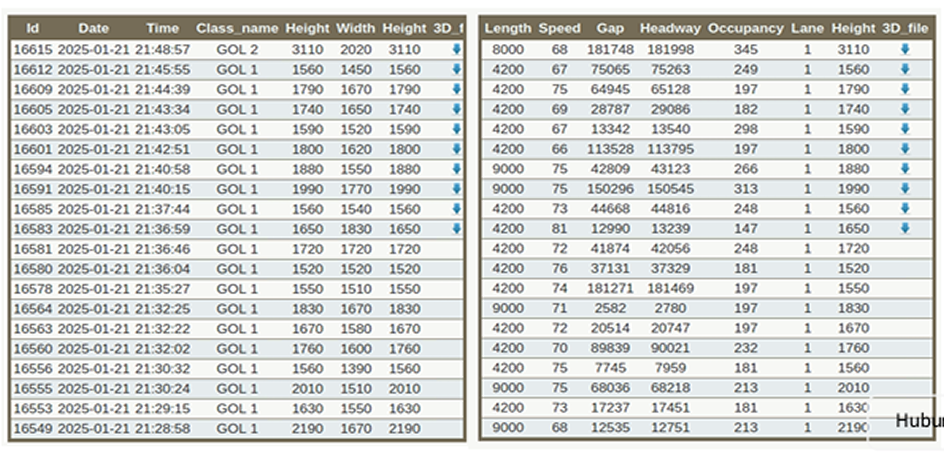 Id Date Time Class_name Height Width Height 3D_f
16615 2025-01-21 21:48:57 GOL 2 3110 2020 3110
16612 2025-01-21 21:45:55 GOL 1 1560 1450 1560
16609 2025-01-21 21:44:39 GOL 1 1790 1670 1790
16605 2025-01-21 21:43:34 GOL 1 1740 1650 1740
16603 2025-01-21 21:43:05 GOL 1 1590 1520 1590
16601 2025-01-21 21:42:51 GOL 1 1800 1620 1800
16594 2025-01-21 21:40:58 GOL 1 1880 1550 1880
16591 2025-01-21 21:40:15 GOL 1 1990 1770 1990
16585 2025-01-21 21:37:44 GOL 1 1560 1540 1560
16583 2025-01-21 21:36:59 GOL 1 1650 1830 1650
16581 2025-01-21 21:36:46 GOL 1 1720 1720 1720
16580 2025-01-21 21:36:04 GOL 1 1520 1520 1520
16578 2025-01-21 21:35:27 GOL 1 1550 1510 1550
16564 2025-01-21 21:32:25 GOL 1 1830 1670 1830
16563 2025-01-21 21:32:22 GOL 1 1670 1580 1670
16560 2025-01-21 21:32:02 GOL 1 1760 1600 1760
16556 2025-01-21 21:30:32 GOL 1 1560 1390 1560
16555 2025-01-21 21:30:24 GOL 1 2010 1510 2010
16553 2025-01-21 21:29:15 GOL 1 1630 1550 1630
16549 2025-01-21 21:28:58 GOL 1 2190 1670 2190
Length Speed Gap Headway Occupancy Lane Height 3D_file
8000 68 181748 181998 345 1 3110
4200 67 75065 75263 249 1 1560
4200 75 64945 65128 197 1 1790
4200 69 28787 29086 182 1 1740
4200 67 13342 13540 298 1 1590
4200 66 113528 113795 197 1 1800
9000 75 42809 43123 266 1 1880
9000 75 150296 150545 313 1 1990
4200 73 44668 44816 248 1 1560
4200 81 12990 13239 147 1 1650
4200 72 41874 42056 248 1 1720
4200 76 37131 37329 181 1 1520
4200 74 181271 181469 197 1 1550
9000 71 2582 2780 197 1 1830
4200 72 20514 20747 197 1 1670
4200 70 89839 90021 232 1 1760
4200 75 7745 7959 181 1 1560
9000 75 68036 68218 213 1 2010
4200 73 17237 17451 181 1 1630
9000 68 12535 12751 213 1 2190
Hubu